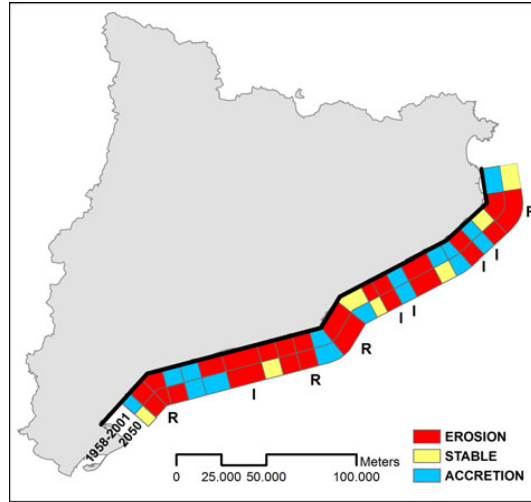 R
I I
I I
R
R
I
R
1958-2001
2050
EROSION
STABLE
ACCRETION
Meters
0 25.000 50.000 100.000